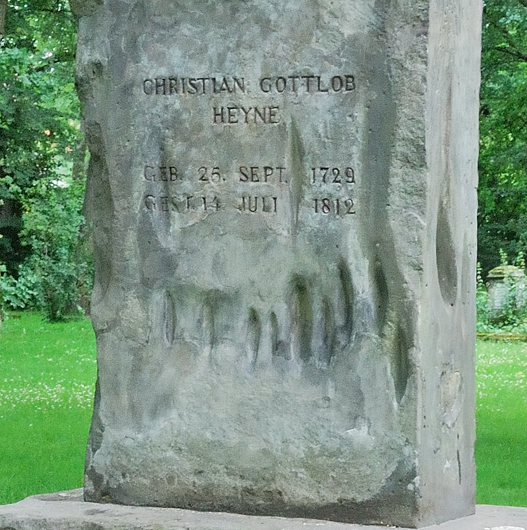 CHRISTIAN GOTTLOB
HEYNE
GEB. 25. SEPT. 1729
GEST. 14 JULI 1812